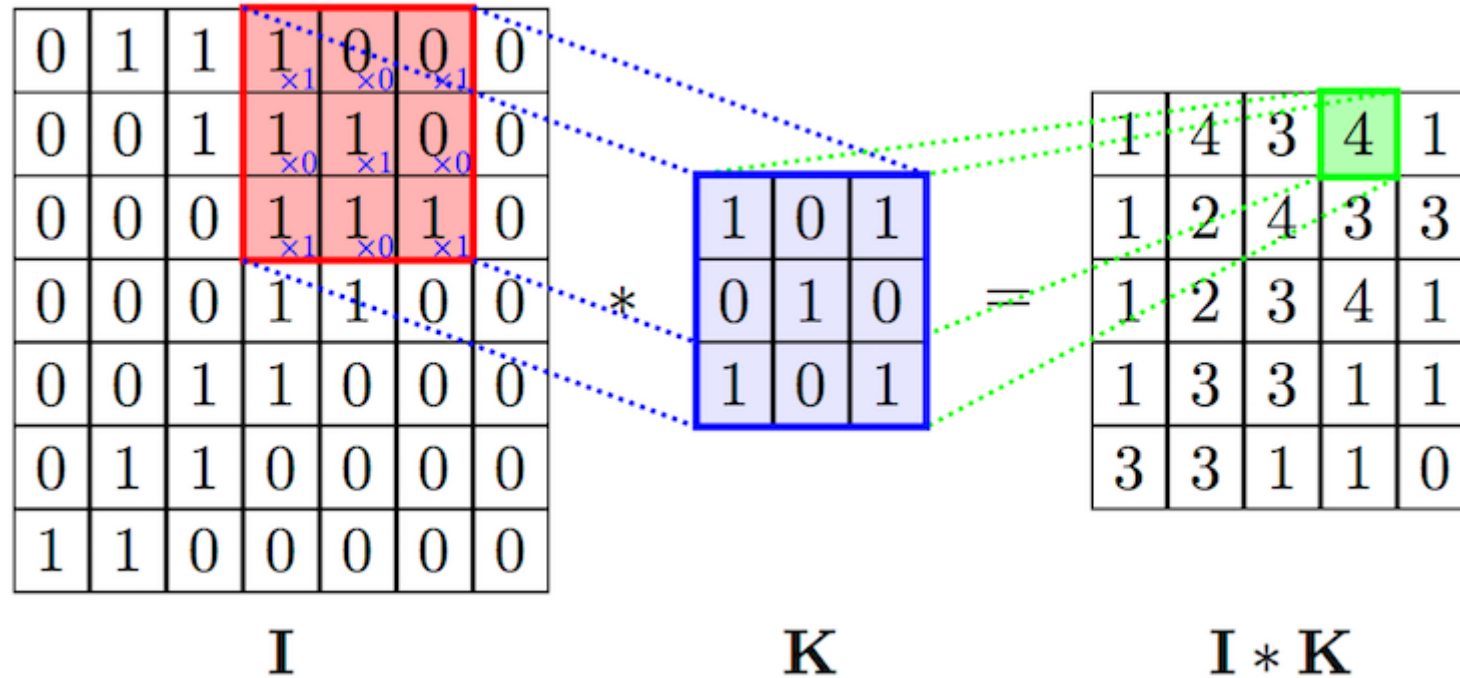 0 1 1 1×1 0×0 0×1 0
0 0 1 1×0 1×1 0×0 0
0 0 0 1×1 1×0 1×1 0
0 0 0 1 1 0 0
0 0 1 1 0 0 0
0 1 1 0 0 0 0
1 1 0 0 0 0 0
I
*
1 0 1
0 1 0
1 0 1
K
=
1 4 3 4 1
1 2 4 3 3
1 2 3 4 1
1 3 3 1 1
3 3 1 1 0
I * K